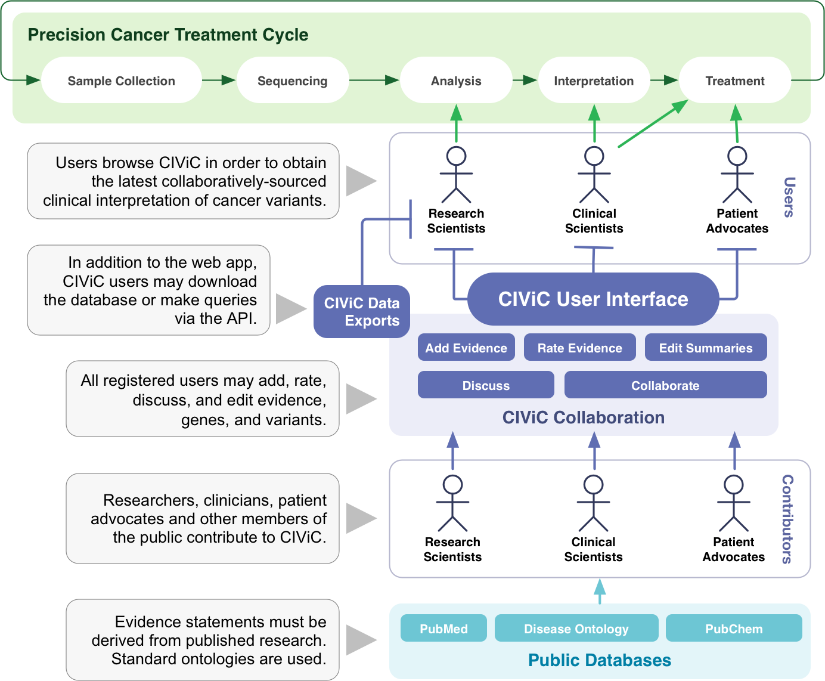 Precision Cancer Treatment Cycle
Sample Collection
Sequencing
Analysis
Interpretation
Treatment
Users browse CIViC in order to obtain
the latest collaboratively-sourced
clinical interpretation of cancer variants.
Research
Scientists
Clinical
Scientists
Patient
Advocates
Users
In addition to the web app,
CIViC users may download
the database or make queries
via the API.
CIViC Data
Exports
CIViC User Interface
Add Evidence
Rate Evidence
Edit Summaries
Discuss
Collaborate
CIViC Collaboration
All registered users may add, rate,
discuss, and edit evidence,
genes, and variants.
Researchers, clinicians, patient
advocates and other members of
the public contribute to CIViC.
Research
Scientists
Clinical
Scientists
Patient
Advocates
Contributors
Evidence statements must be
derived from published research.
Standard ontologies are used.
PubMed
Disease Ontology
PubChem
Public Databases